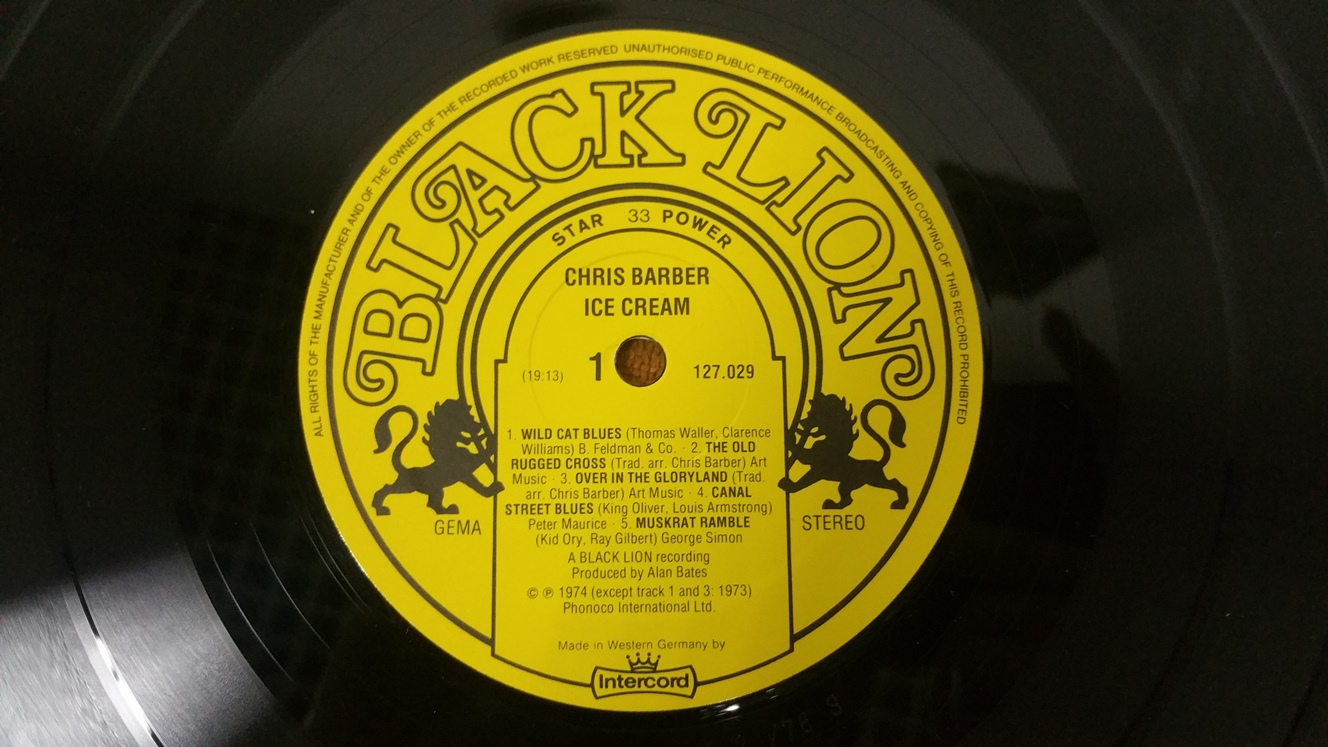 ALL RIGHTS OF THE MANUFACTURER AND OF THE OWNER OF THE RECORDED WORK RESERVED UNAUTHORISED PUBLIC PERFORMANCE BROADCASTING AND COPYING OF THIS RECORD PROHIBITED
BLACK LION
STAR 33 POWER
CHRIS BARBER
ICE CREAM
(19:13) 1 127.029
1. WILD CAT BLUES (Thomas Waller, Clarence
Williams) B. Feldman & Co. · 2. THE OLD
RUGGED CROSS (Trad. arr. Chris Barber) Art
Music · 3. OVER IN THE GLORYLAND (Trad.
arr. Chris Barber) Art Music · 4. CANAL
STREET BLUES (King Oliver, Louis Armstrong)
Peter Maurice · 5. MUSKRAT RAMBLE
(Kid Ory, Ray Gilbert) George Simon
GEMA
STEREO
A BLACK LION recording
Produced by Alan Bates
© ℗ 1974 (except track 1 and 3: 1973)
Phonoco International Ltd.
Made in Western Germany by
Intercord